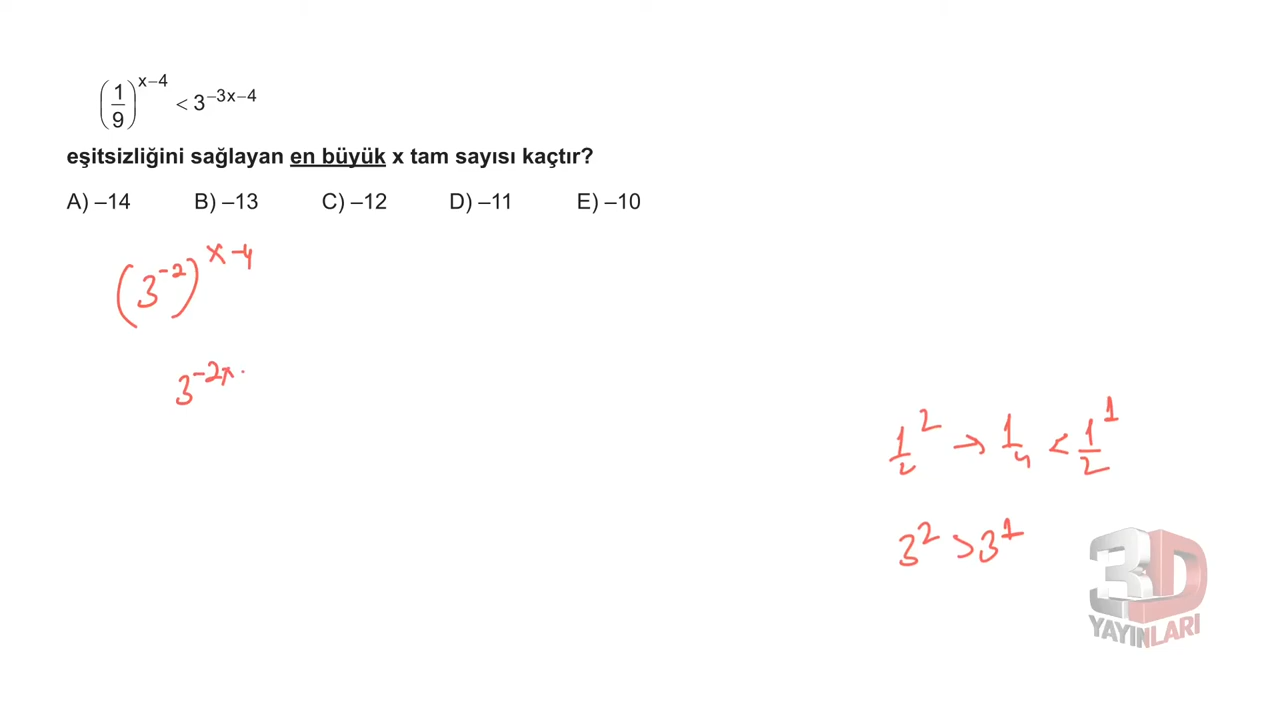 (1/9)^(x–4) < 3^(–3x–4)
eşitsizliğini sağlayan en büyük x tam sayısı kaçtır?
A) –14 B) –13 C) –12 D) –11 E) –10
(3^-2)^(x-4)
3^-2x
1/2^2 → 1/4 < 1/2^1
3^2 > 3^1
3D
YAYINLARI